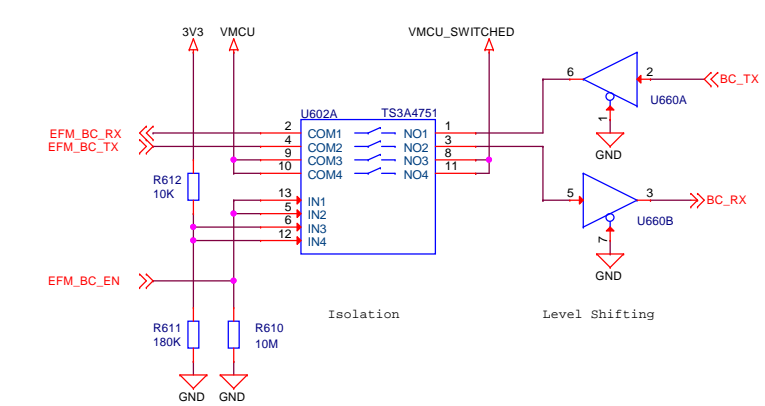 3V3 VMCU VMCU_SWITCHED
6 2 BC_TX
U660A
1
GND
U602A TS3A4751
EFM_BC_RX 2 COM1 NO1 1
EFM_BC_TX 4 COM2 NO2 3
9 COM3 NO3 8
10 COM4 NO4 11
R612
10K
13 IN1
5 IN2
6 IN3
12 IN4
5 3 BC_RX
U660B
7
GND
EFM_BC_EN
Isolation Level Shifting
R611 R610
180K 10M
GND GND